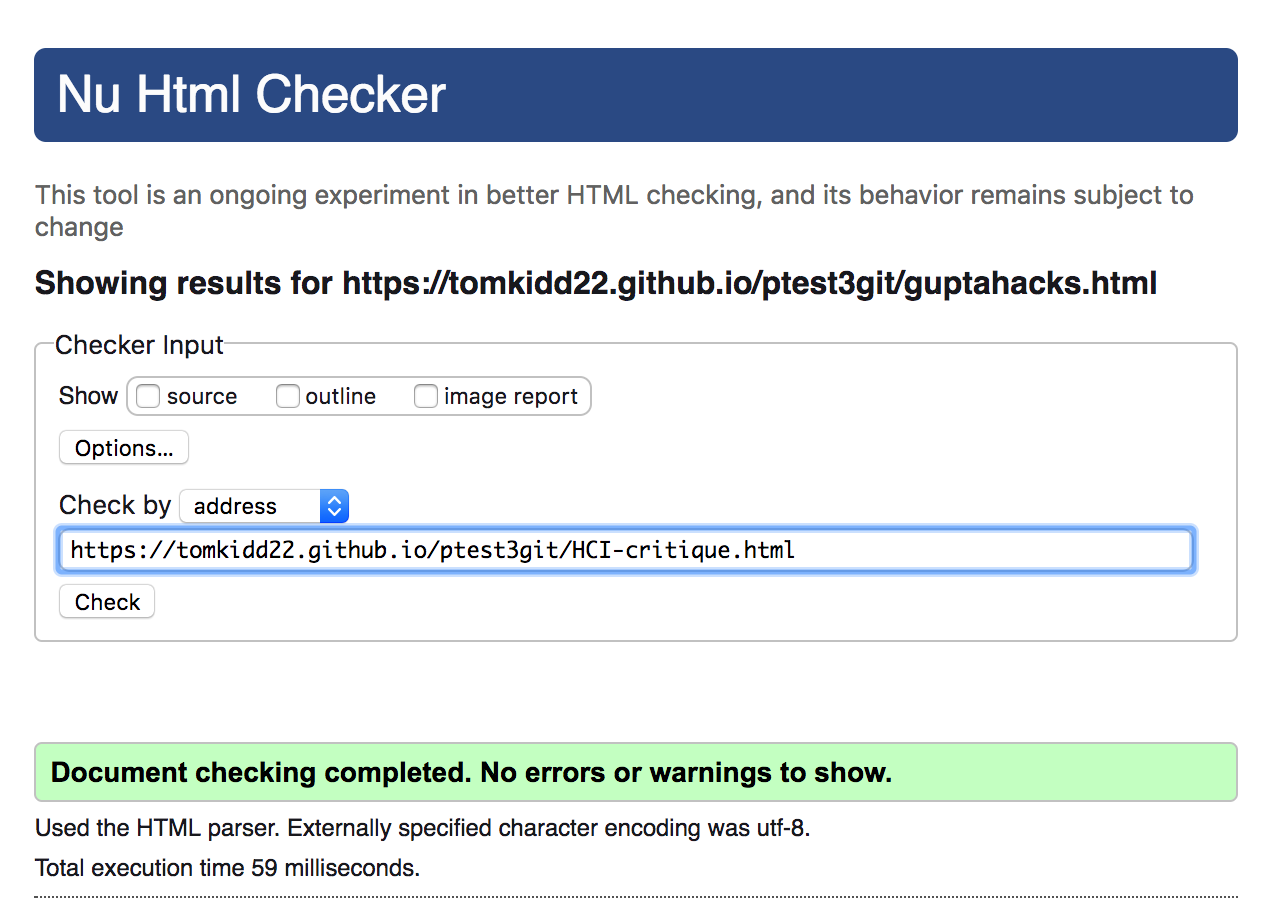 Nu Html Checker
This tool is an ongoing experiment in better HTML checking, and its behavior remains subject to
change
Showing results for https://tomkidd22.github.io/ptest3git/guptahacks.html
Checker Input
Show source outline image report
Options...
Check by address
https://tomkidd22.github.io/ptest3git/HCI-critique.html
Check
Document checking completed. No errors or warnings to show.
Used the HTML parser. Externally specified character encoding was utf-8.
Total execution time 59 milliseconds.